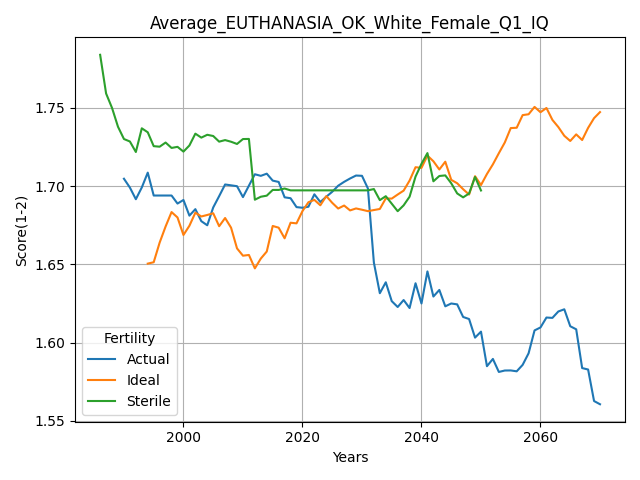 Average_EUTHANASIA_OK_White_Female_Q1_IQ
Score(1-2)
1.75
1.70
1.65
1.60
1.55
Fertility
Actual
Ideal
Sterile
2000
2020
2040
2060
Years